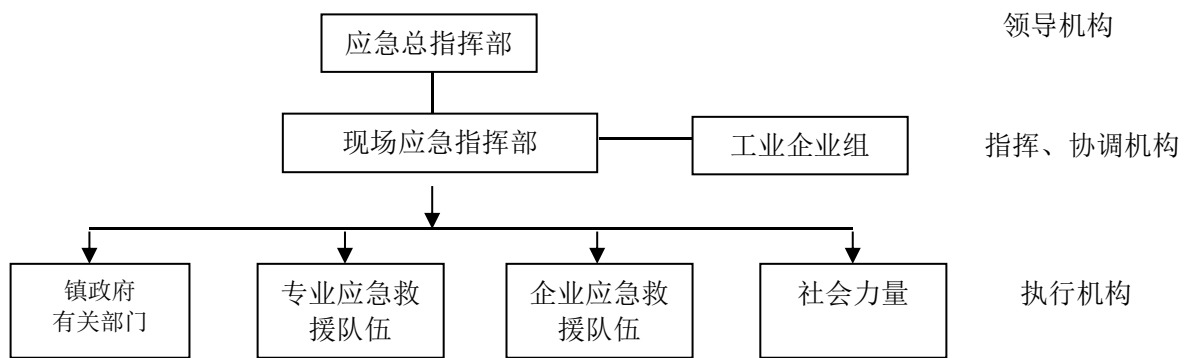 领导机构
应急总指挥部
现场应急指挥部
工业企业组
指挥、协调机构
镇政府
有关部门
专业应急救
援队伍
企业应急救
援队伍
社会力量
执行机构